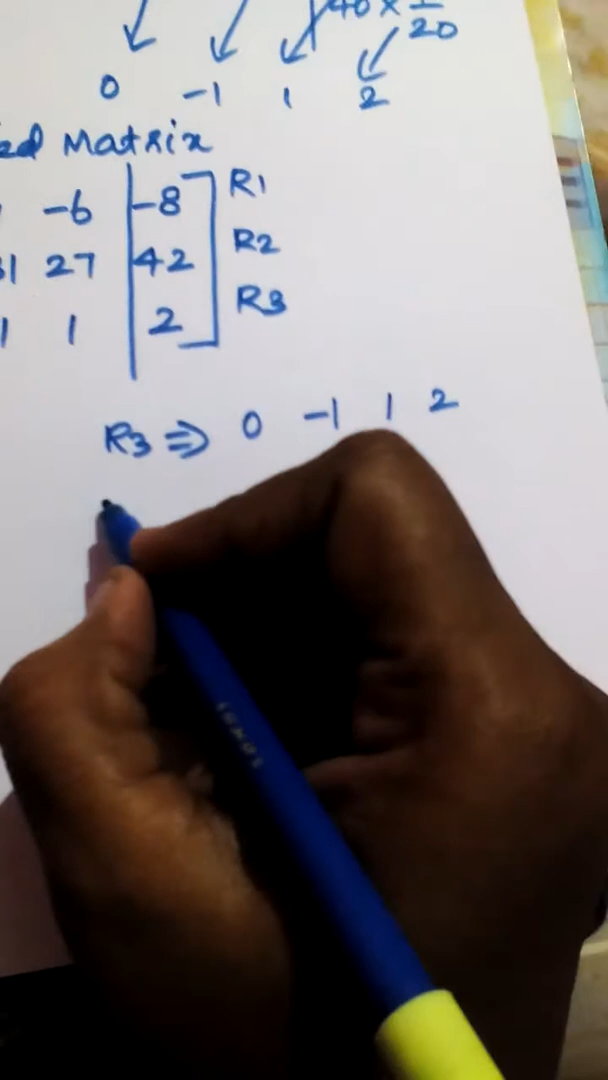 40 × 1/20
0 -1 1 2
Matrix
-6 | -8 ] R1
27 | 42 ] R2
1 1 | 2 ] R3
R3 ⇒ 0 -1 1 2